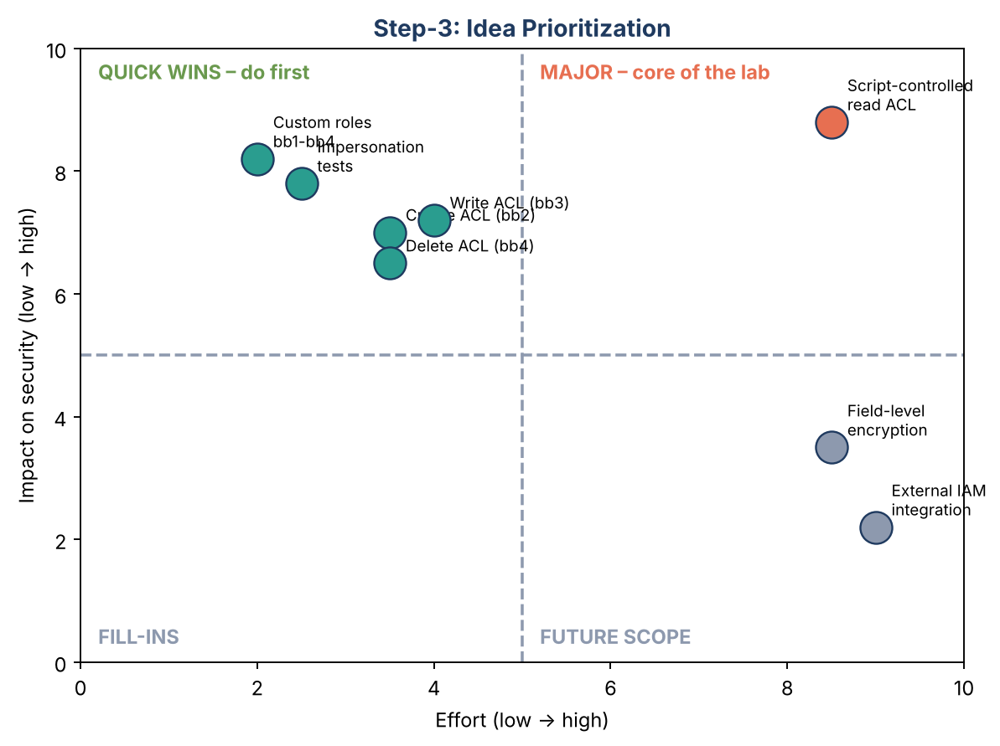 Step-3: Idea Prioritization
QUICK WINS – do first
MAJOR – core of the lab
Script-controlled
read ACL
Custom roles
bb1-bb4
Impersonation
tests
Write ACL (bb3)
ACL (bb2)
Delete ACL (bb4)
Field-level
encryption
External IAM
integration
FILL-INS
FUTURE SCOPE
Impact on security (low → high)
10
8
6
4
2
0
0
2
4
6
8
10
Effort (low → high)